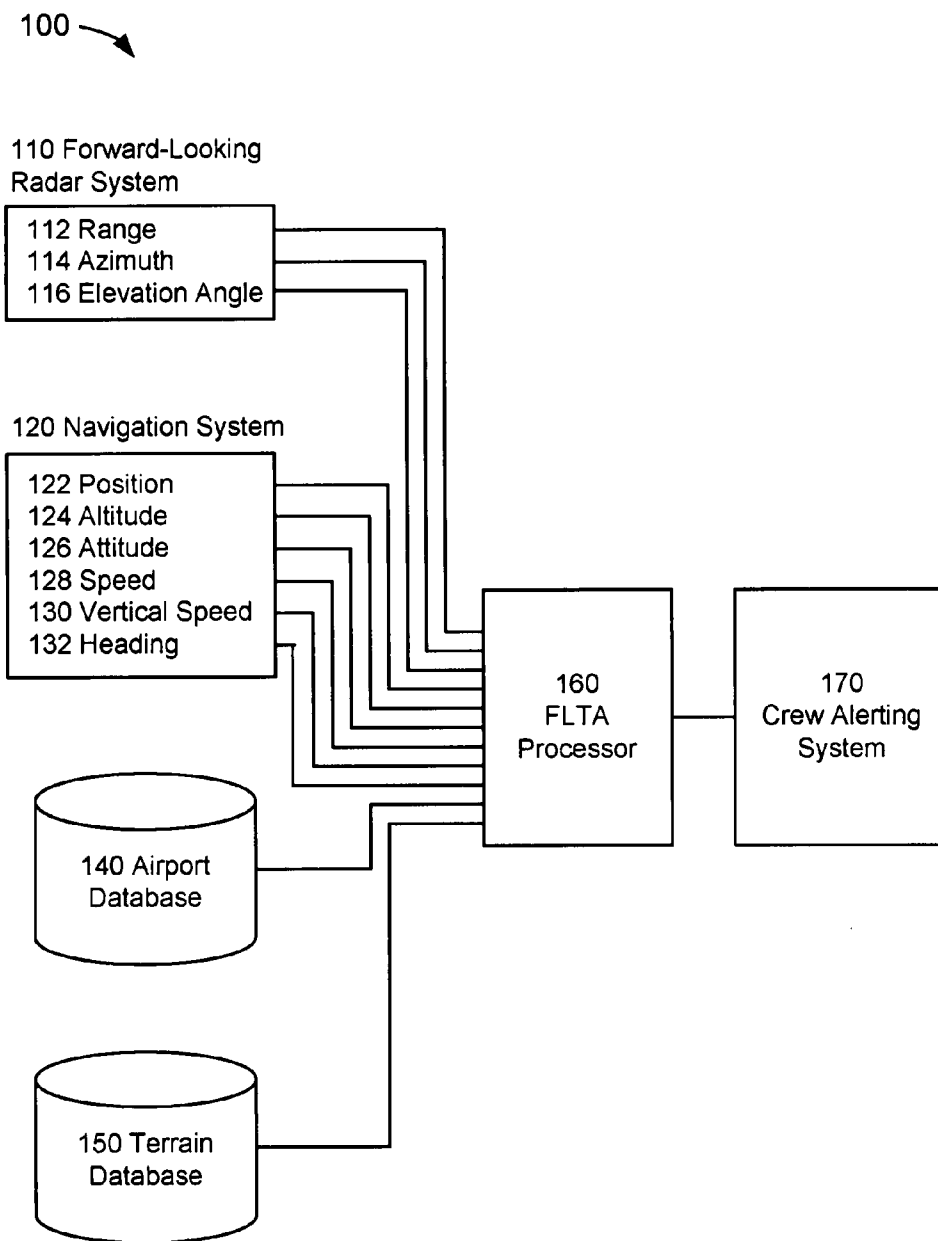 100
110 Forward-Looking
Radar System
112 Range
114 Azimuth
116 Elevation Angle
120 Navigation System
122 Position
124 Altitude
126 Attitude
128 Speed
130 Vertical Speed
132 Heading
160
FLTA
Processor
170
Crew Alerting
System
140 Airport
Database
150 Terrain
Database